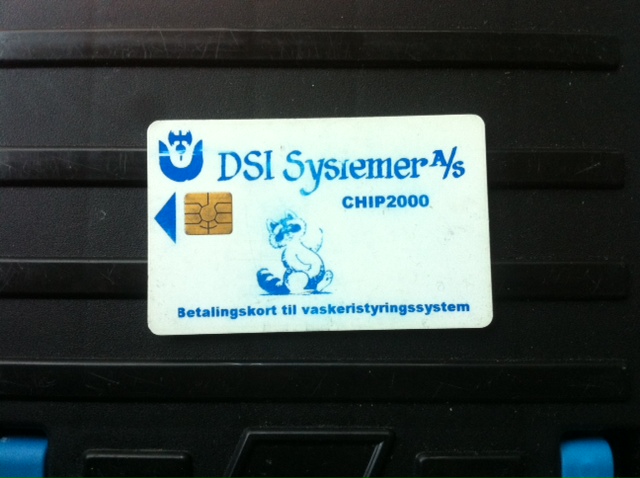 DSI Systemer A/s
CHIP2000
Betalingskort til vaskeristyringssystem